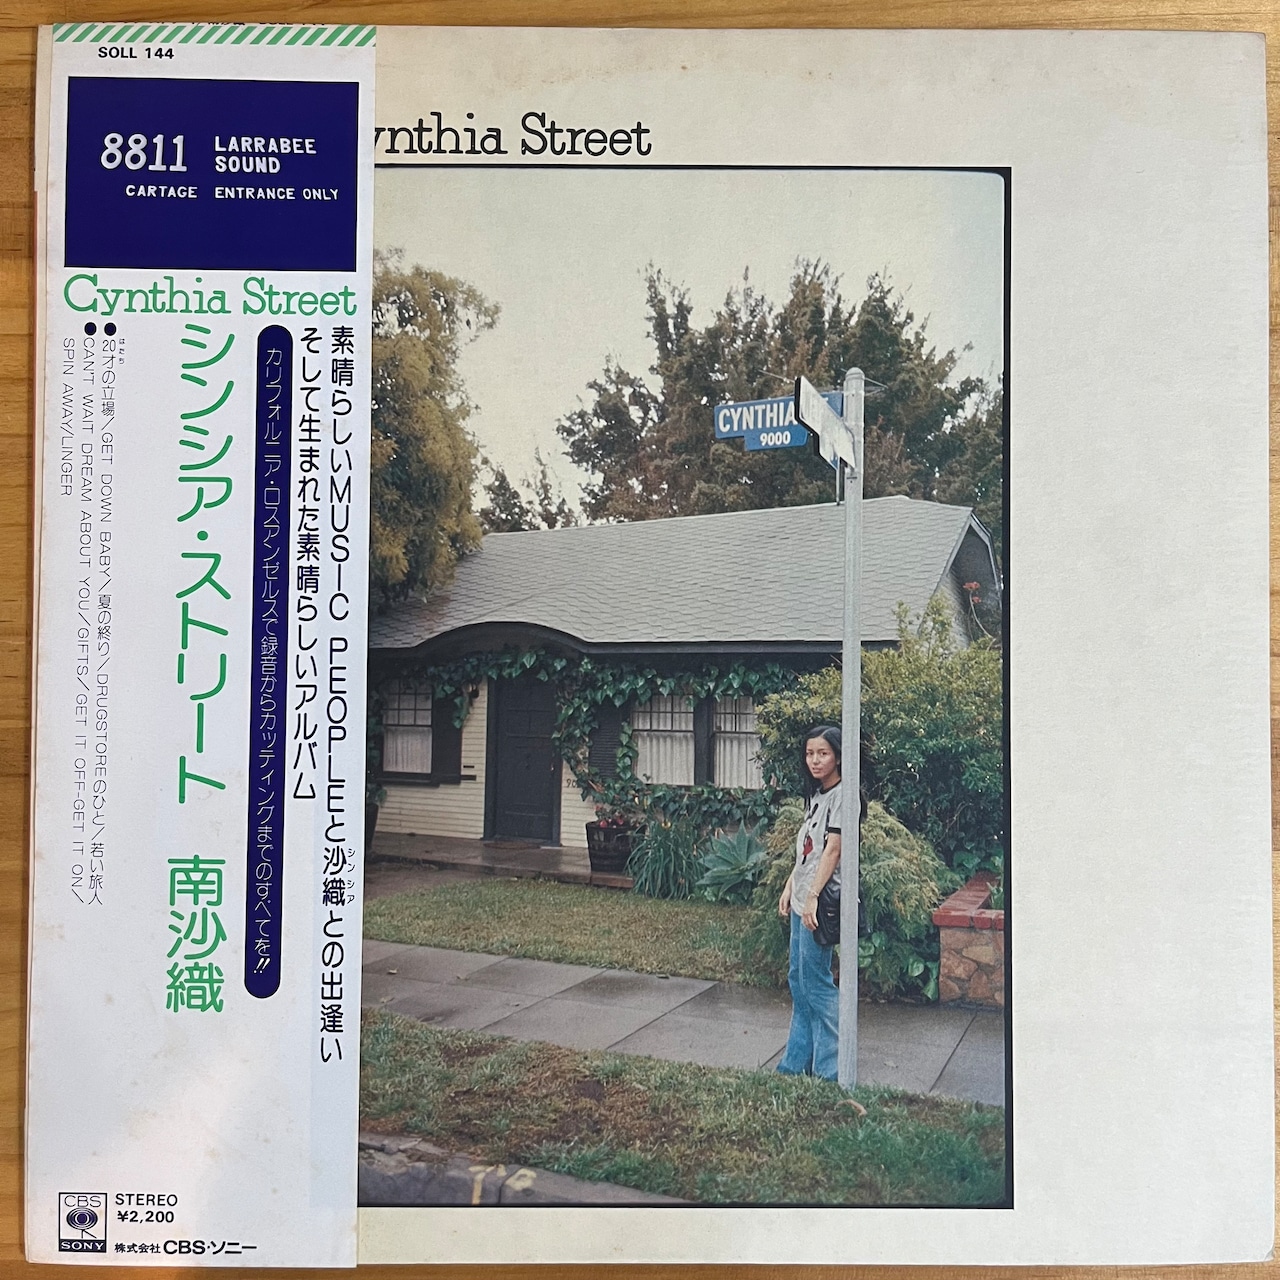 SOLL 144
8811 LARRABEE SOUND
CARTAGE ENTRANCE ONLY
Cynthia Street
素晴らしいMUSIC PEOPLEと沙織との出逢い
シンシア
そして生まれた素晴らしいアルバム
カリフォルニア・ロスアンゼルスで録音からカッティングまでのすべてを!!
シンシア・ストリート 南沙織
はたち
●20才の立場/GET DOWN BABY/夏の終り/DRUGSTOREのひと/若い旅人
●CAN'T WAIT DREAM ABOUT YOU/GIFTS/GET IT OFF-GET IT ON/
SPIN AWAY/LINGER
CBS
SONY
STEREO
¥2,200
株式会社CBS・ソニー
ynthia Street
CYNTHIA
9000